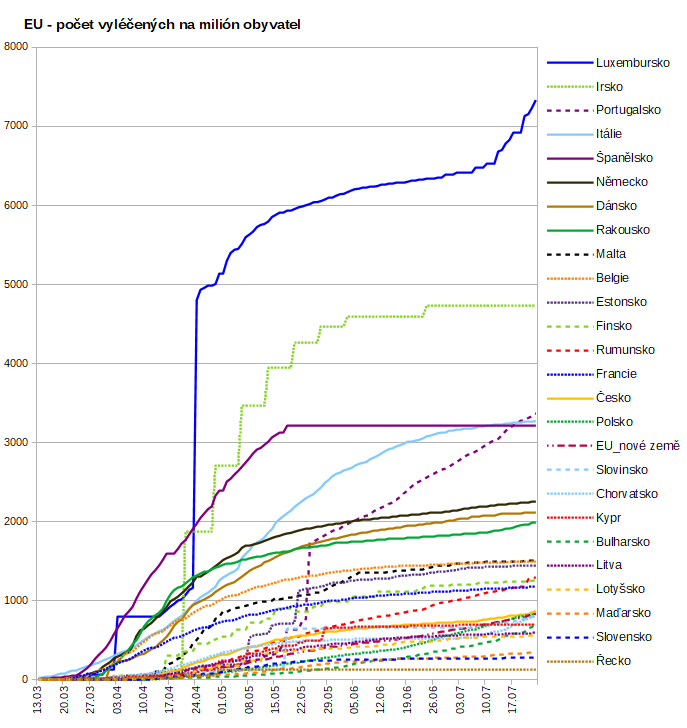 EU - počet vyléčených na milión obyvatel
8000
7000
6000
5000
4000
3000
2000
1000
0
13.03
20.03
27.03
03.04
10.04
17.04
24.04
01.05
08.05
15.05
22.05
29.05
05.06
12.06
19.06
26.06
03.07
10.07
17.07
Luxembursko
Irsko
Portugalsko
Itálie
Španělsko
Německo
Dánsko
Rakousko
Malta
Belgie
Estonsko
Finsko
Rumunsko
Francie
Česko
Polsko
EU_nové země
Slovinsko
Chorvatsko
Kypr
Bulharsko
Litva
Lotyšsko
Maďarsko
Slovensko
Řecko